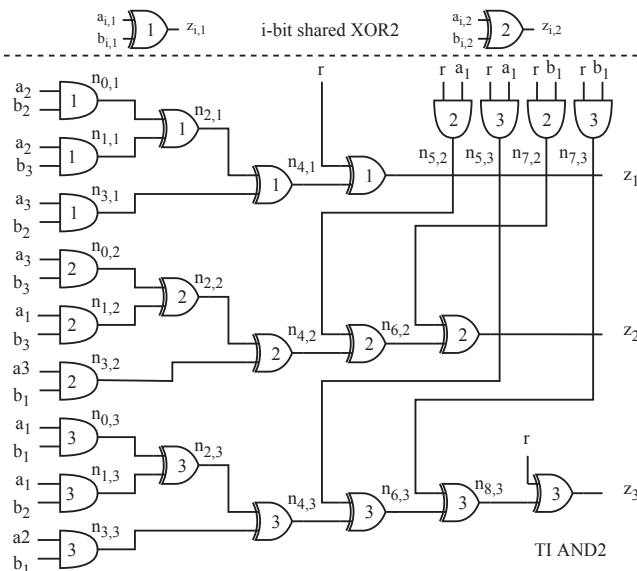 a_{i,1}
b_{i,1}
1
z_{i,1}
i-bit shared XOR2
a_{i,2}
b_{i,2}
2
z_{i,2}
a_2
b_2
1
n_{0,1}
a_2
b_3
1
n_{1,1}
1
n_{2,1}
a_3
b_2
1
n_{3,1}
1
n_{4,1}
r
1
z_1
r a_1
2
n_{5,2}
r a_1
3
n_{5,3}
r b_1
2
n_{7,2}
r b_1
3
n_{7,3}
a_3
b_3
2
n_{0,2}
a_1
b_3
2
n_{1,2}
2
n_{2,2}
a3
b_1
2
n_{3,2}
2
n_{4,2}
2
n_{6,2}
2
z_2
a_1
b_1
3
n_{0,3}
a_1
b_2
3
n_{1,3}
3
n_{2,3}
a2
b_1
3
n_{3,3}
3
n_{4,3}
3
n_{6,3}
3
n_{8,3}
r
3
z_3
TI AND2